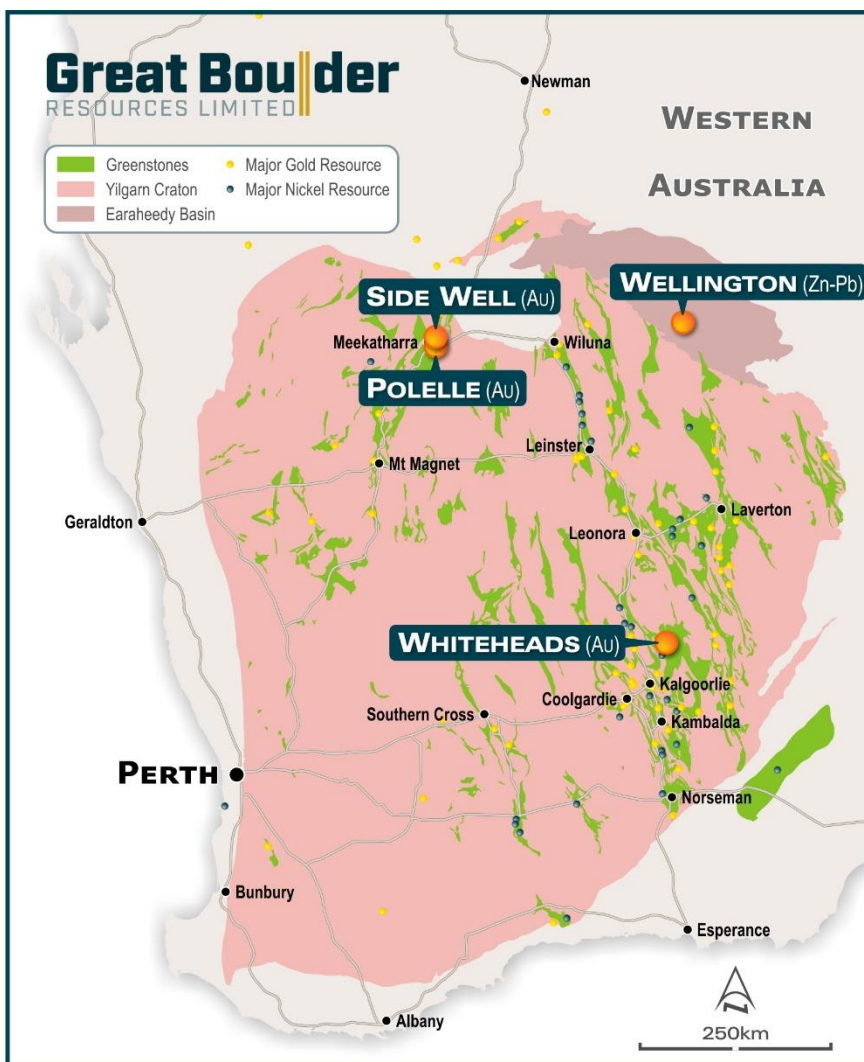 Great Boulder
RESOURCES LIMITED
Greenstones
Yilgarn Craton
Earaheedy Basin
Major Gold Resource
Major Nickel Resource
Newman
WESTERN
AUSTRALIA
SIDE WELL (Au)
WELLINGTON (Zn-Pb)
Meekatharra
Wiluna
POLELLE (Au)
Leinster
Mt Magnet
Geraldton
Laverton
Leonora
WHITEHEADS (Au)
Kalgoorlie
Coolgardie
Southern Cross
Kambalda
PERTH
Norseman
Bunbury
Esperance
Albany
N
250km